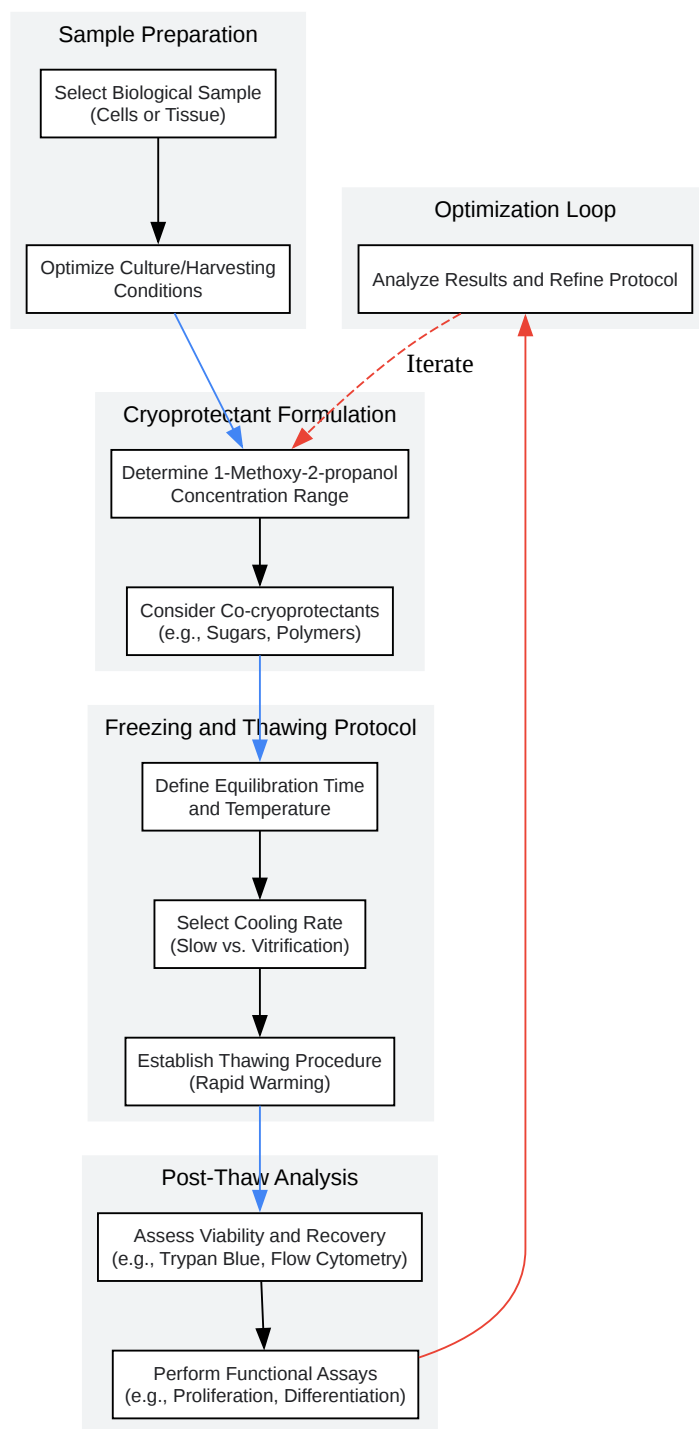 Sample Preparation
Select Biological Sample
(Cells or Tissue)
Optimize Culture/Harvesting
Conditions
Optimization Loop
Analyze Results and Refine Protocol
Iterate
Cryoprotectant Formulation
Determine 1-Methoxy-2-propanol
Concentration Range
Consider Co-cryoprotectants
(e.g., Sugars, Polymers)
Freezing and Thawing Protocol
Define Equilibration Time
and Temperature
Select Cooling Rate
(Slow vs. Vitrification)
Establish Thawing Procedure
(Rapid Warming)
Post-Thaw Analysis
Assess Viability and Recovery
(e.g., Trypan Blue, Flow Cytometry)
Perform Functional Assays
(e.g., Proliferation, Differentiation)